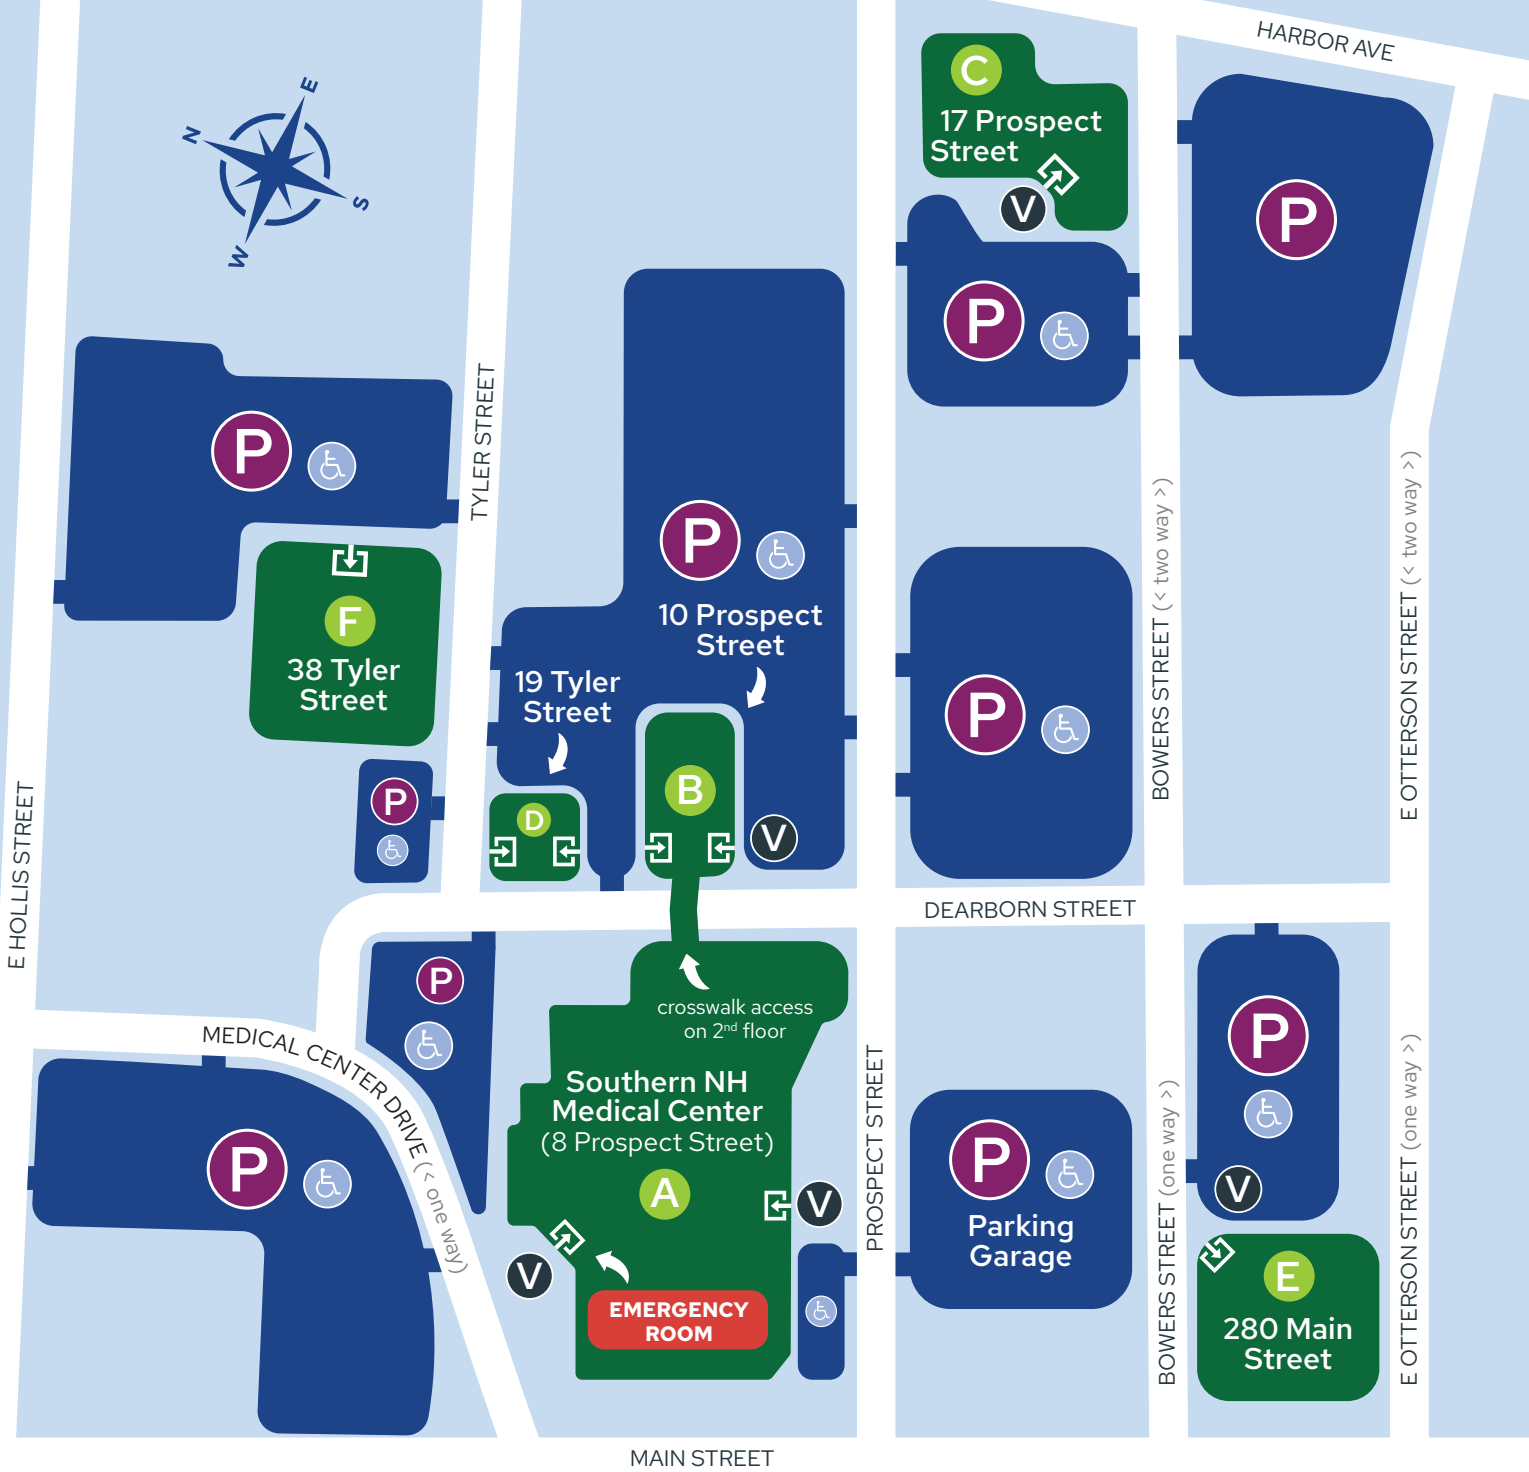 HARBOR AVE
C
17 Prospect
Street
V
P
E
N
S
W
P
TYLER STREET
P
P
10 Prospect
Street
F
38 Tyler
Street
19 Tyler
Street
BOWERS STREET (< two way >)
E OTTERSON STREET (< two way >)
P
P
D
B
V
E HOLLIS STREET
DEARBORN STREET
P
crosswalk access
on 2nd floor
MEDICAL CENTER DRIVE (< one way)
Southern NH
Medical Center
(8 Prospect Street)
A
V
V
EMERGENCY
ROOM
P
PROSPECT STREET
P
Parking
Garage
BOWERS STREET (one way >)
P
V
E
280 Main
Street
E OTTERSON STREET (one way >)
MAIN STREET